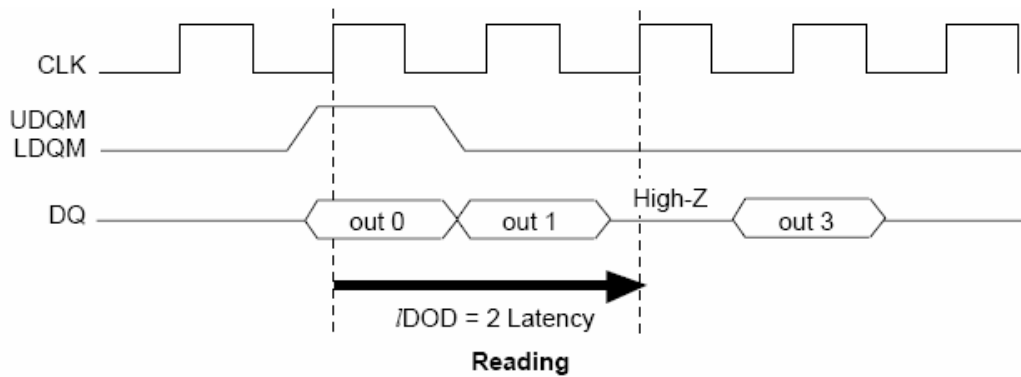 CLK
UDQM
LDQM
DQ
out 0
out 1
High-Z
out 3
lDOD = 2 Latency
Reading